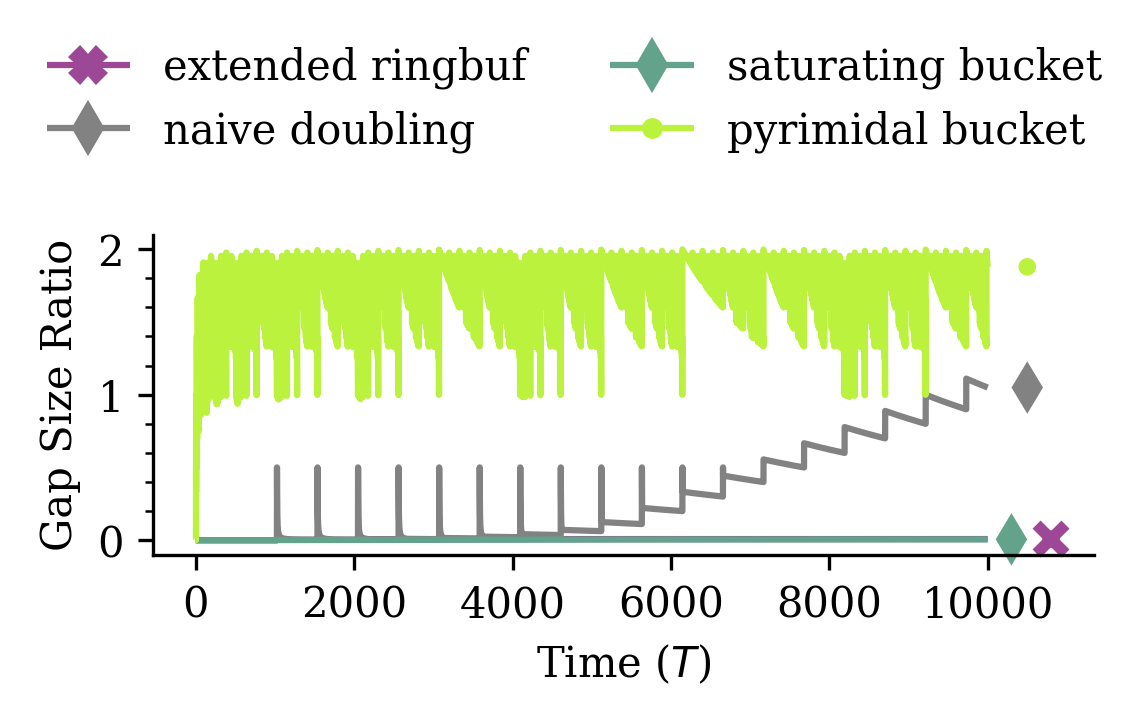 extended ringbuf
saturating bucket
naive doubling
pyrimidal bucket
Gap Size Ratio
2
1
0
0
2000
4000
6000
8000
10000
Time (T)